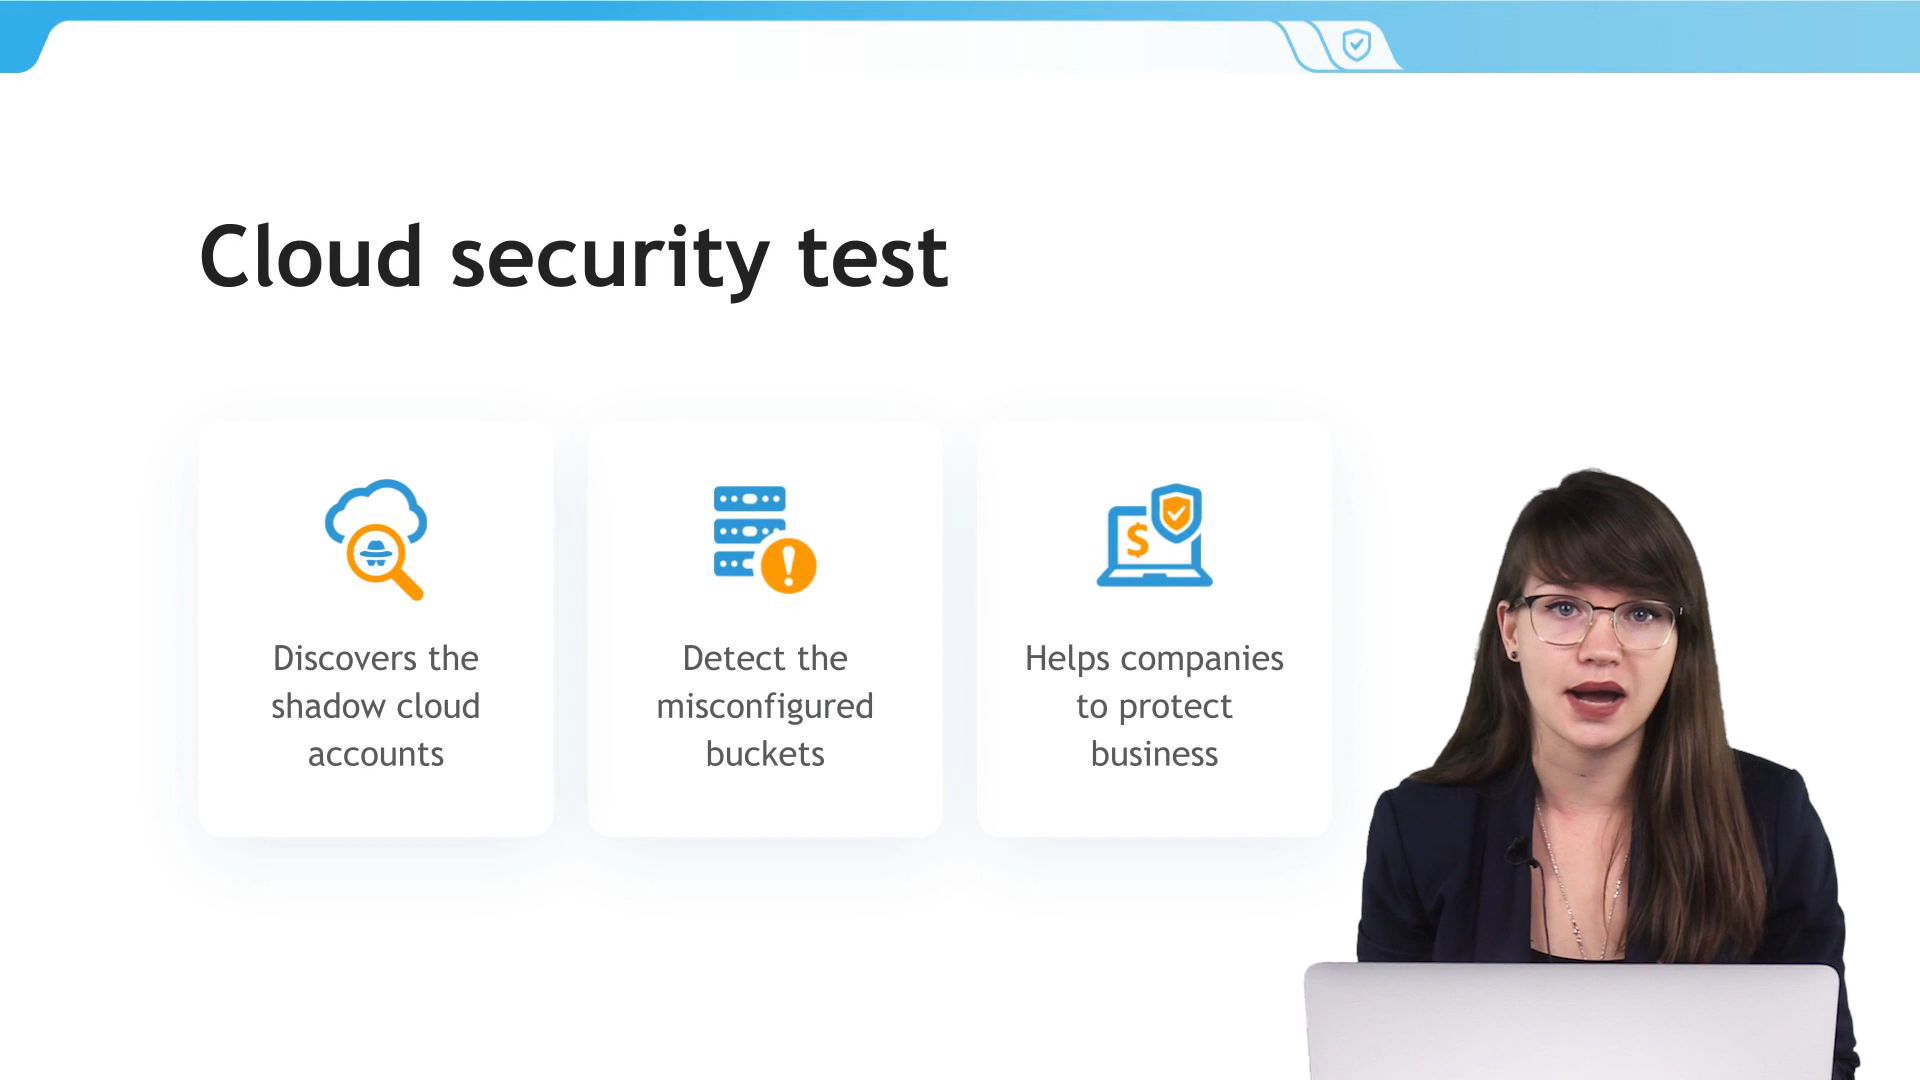 Cloud security test
Discovers the
shadow cloud
accounts
Detect the
misconfigured
buckets
$
Helps companies
to protect
business